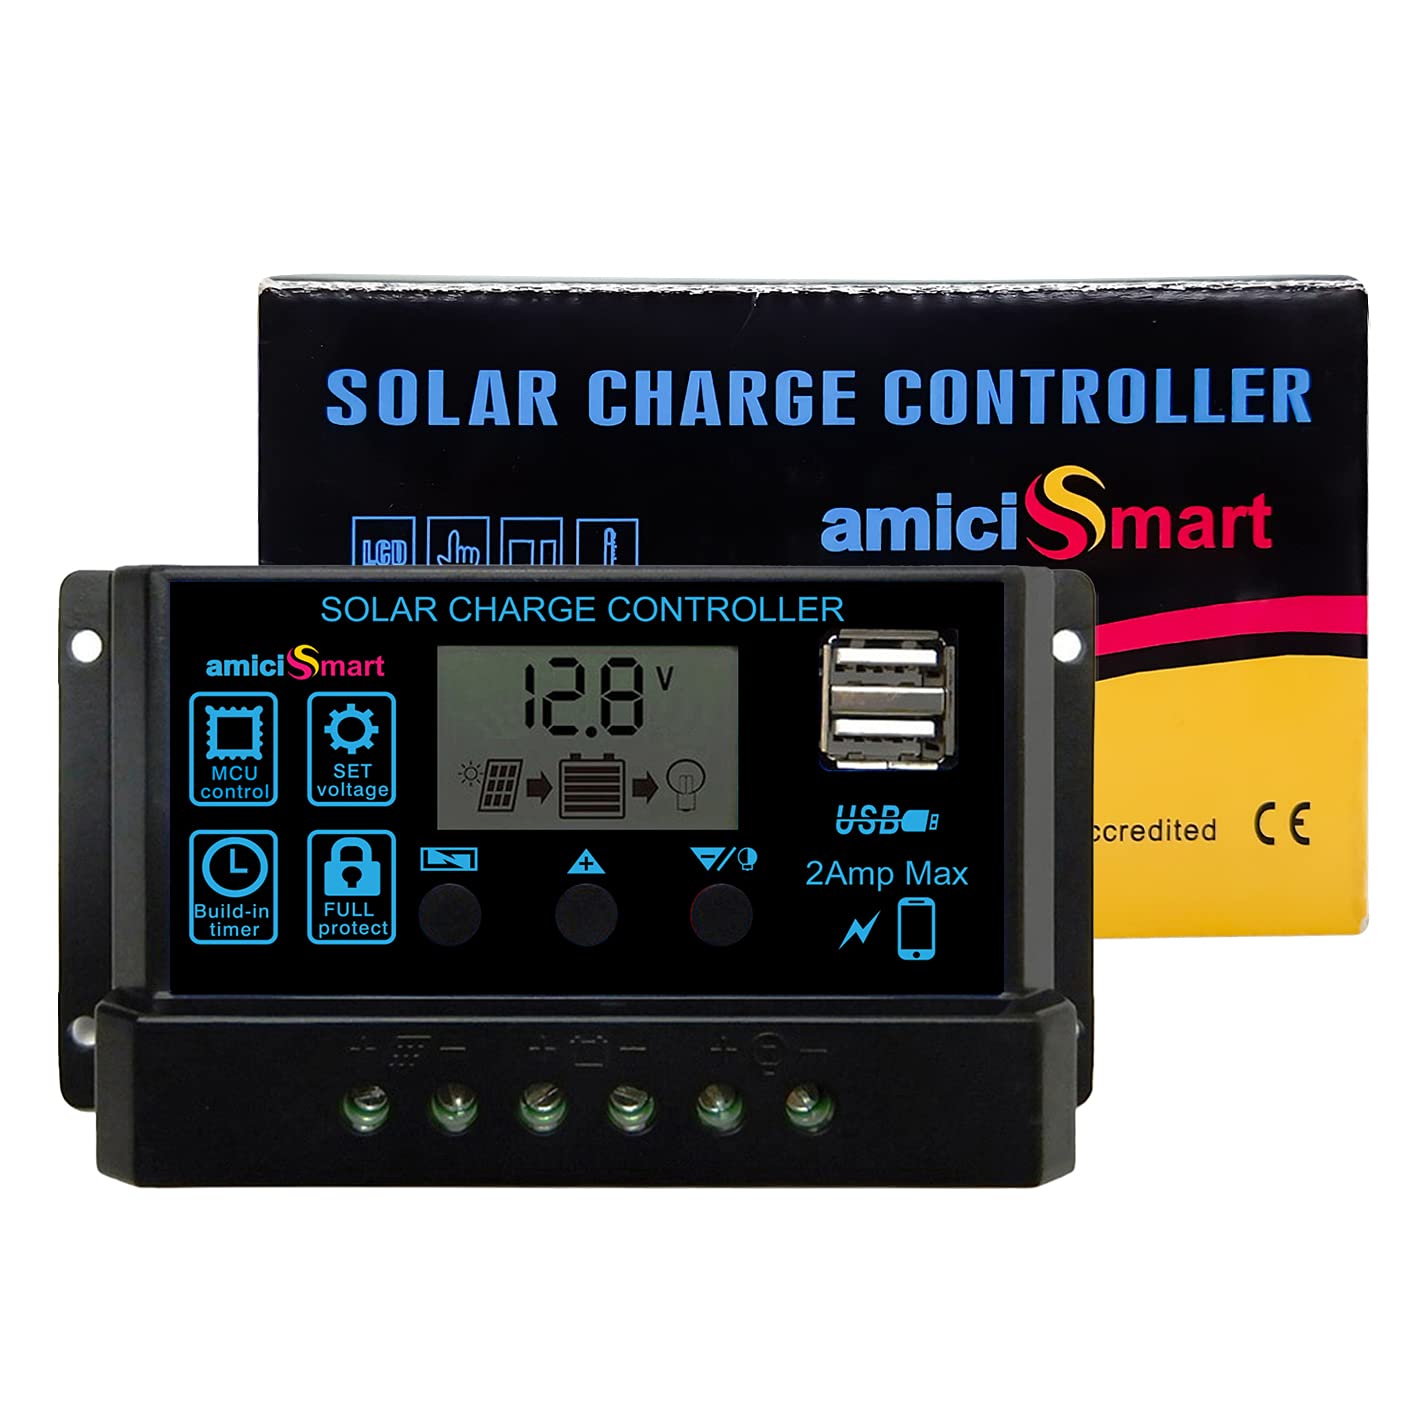 SOLAR CHARGE CONTROLLER
amiciSmart
LCD
SOLAR CHARGE CONTROLLER
amiciSmart
12.8 V
MCU
control
SET
voltage
USB
2Amp Max
Build-in
timer
FULL
protect
ccredited CE
+ - + - + -